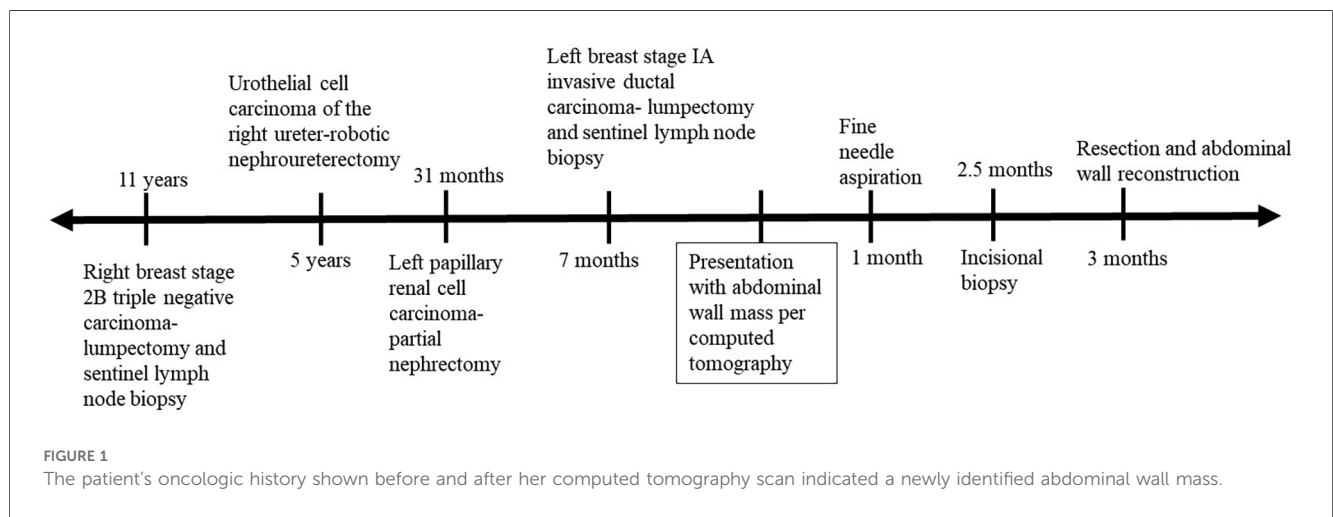 11 years
Right breast stage
2B triple negative
carcinoma-
lumpectomy and
sentinel lymph
node biopsy
Urothelial cell
carcinoma of the
right ureter-robotic
nephroureterectomy
5 years
31 months
Left papillary
renal cell
carcinoma-
partial
nephrectomy
Left breast stage IA
invasive ductal
carcinoma- lumpectomy
and sentinel lymph node
biopsy
7 months
Presentation
with abdominal
wall mass per
computed
tomography
Fine
needle
aspiration
1 month
2.5 months
Incisional
biopsy
Resection and abdominal
wall reconstruction
3 months
FIGURE 1
The patient's oncologic history shown before and after her computed tomography scan indicated a newly identified abdominal wall mass.